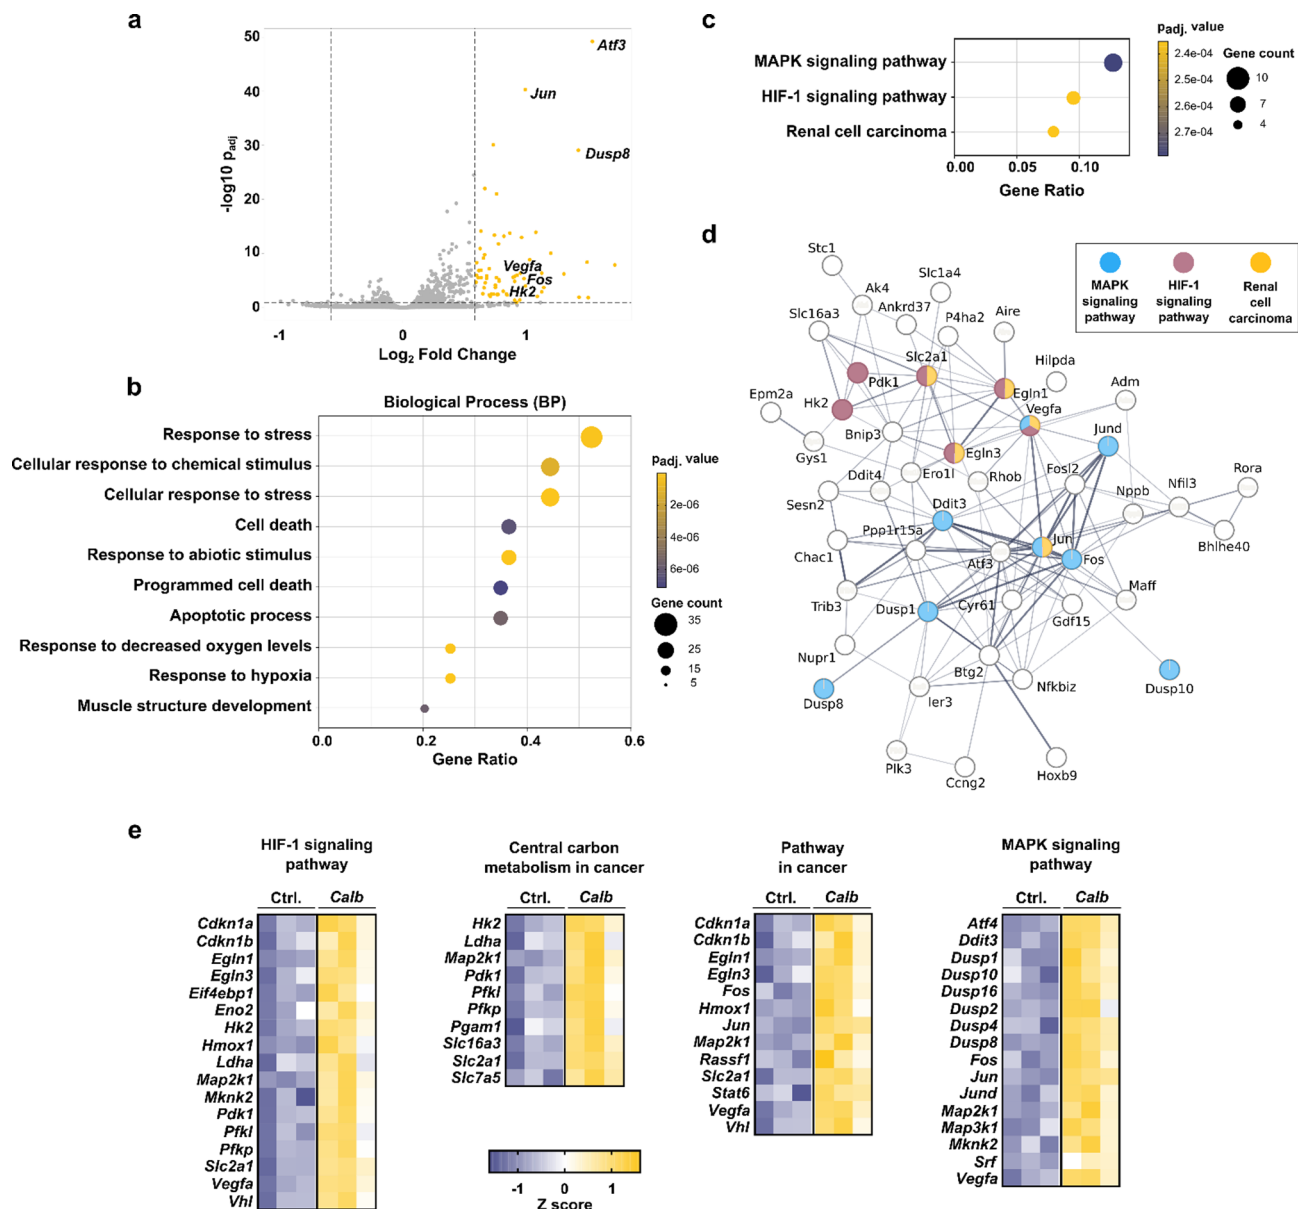 a
50
40
30
20
10
0
-log10 padj
Atf3
Jun
Dusp8
Vegfa
Fos
Hk2
-1
0
1
Log2 Fold Change
b
Biological Process (BP)
Response to stress
Cellular response to chemical stimulus
Cellular response to stress
Cell death
Response to abiotic stimulus
Programmed cell death
Apoptotic process
Response to decreased oxygen levels
Response to hypoxia
Muscle structure development
0.0
0.2
0.4
0.6
Gene Ratio
padj. value
2e-06
4e-06
6e-06
Gene count
35
25
15
5
c
MAPK signaling pathway
HIF-1 signaling pathway
Renal cell carcinoma
0.00
0.05
0.10
Gene Ratio
padj. value
2.4e-04
2.5e-04
2.6e-04
2.7e-04
Gene count
10
7
4
d
MAPK
signaling
pathway
HIF-1
signaling
pathway
Renal
cell
carcinoma
Stc1
Slc1a4
Ak4
Ankrd37
P4ha2
Aire
Slc16a3
Slc2a1
Hilpda
Pdk1
Egln1
Adm
Epm2a
Hk2
Vegfa
Jund
Bnip3
Gys1
Egln3
Ddit4
Ero1l
Rhob
Fosl2
Rora
Nfil3
Nppb
Sesn2
Ddit3
Ppp1r15a
Jun
Bhlhe40
Chac1
Atf3
Fos
Maff
Trib3
Dusp1
Cyr61
Gdf15
Nupr1
Btg2
Nfkbiz
Dusp10
Dusp8
Ier3
Plk3
Ccng2
Hoxb9
e
HIF-1 signaling
pathway
Ctrl.
Calb
Cdkn1a
Cdkn1b
Egln1
Egln3
Eif4ebp1
Eno2
Hk2
Hmox1
Ldha
Map2k1
Mknk2
Pdk1
Pfkl
Pfkp
Slc2a1
Vegfa
Vhl
Central carbon
metabolism in cancer
Ctrl.
Calb
Hk2
Ldha
Map2k1
Pdk1
Pfkl
Pfkp
Pgam1
Slc16a3
Slc2a1
Slc7a5
-1
0
1
Z score
Pathway
in cancer
Ctrl.
Calb
Cdkn1a
Cdkn1b
Egln1
Egln3
Fos
Hmox1
Jun
Map2k1
Rassf1
Slc2a1
Stat6
Vegfa
Vhl
MAPK signaling
pathway
Ctrl.
Calb
Atf4
Ddit3
Dusp1
Dusp10
Dusp16
Dusp2
Dusp4
Dusp8
Fos
Jun
Jund
Map2k1
Map3k1
Mknk2
Srf
Vegfa